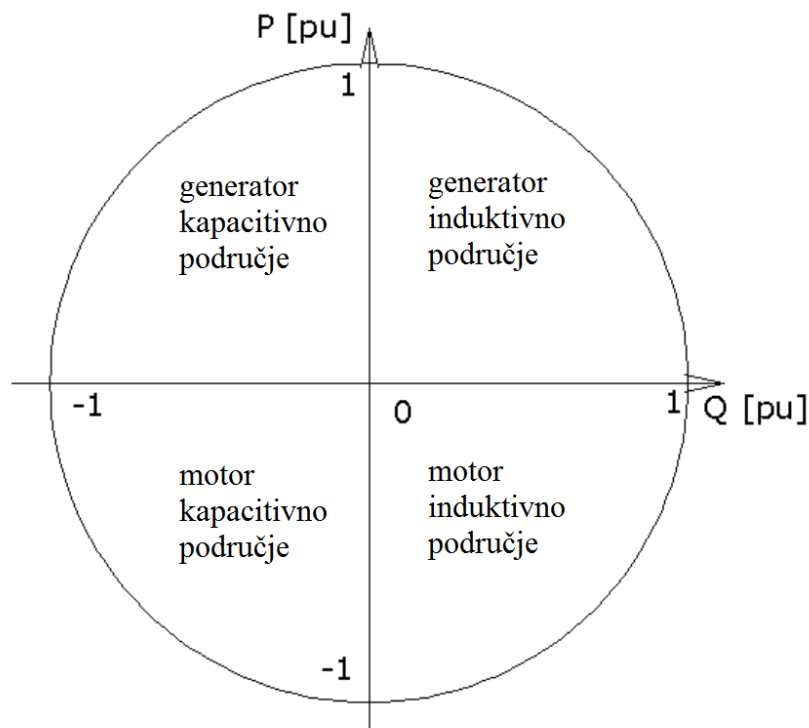 P [pu]
1
generator
kapacitivno
područje
generator
induktivno
područje
-1
0
1
Q [pu]
motor
kapacitivno
područje
motor
induktivno
područje
-1